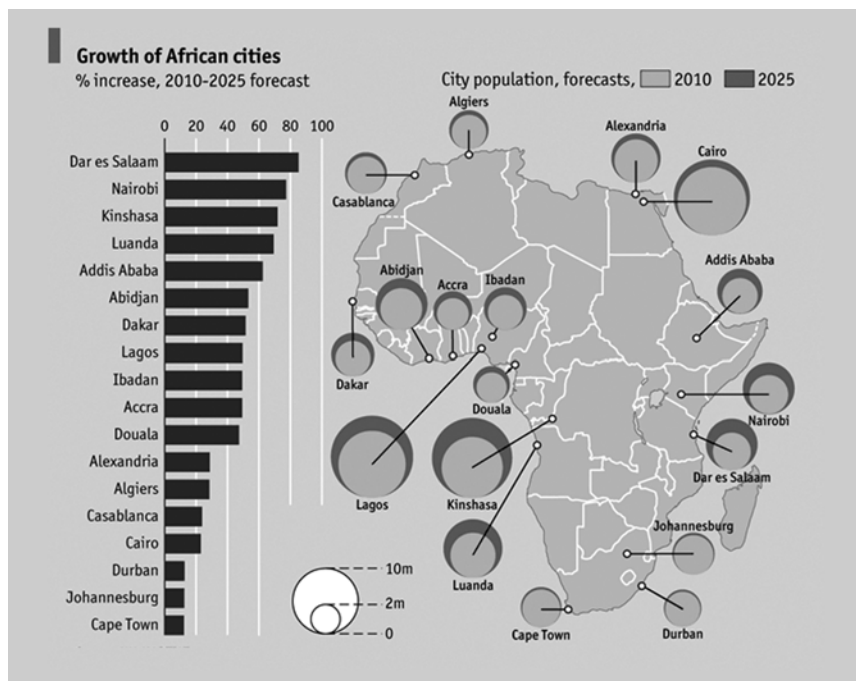 Growth of African cities
% increase, 2010-2025 forecast
City population, forecasts, 2010 2025
0 20 40 60 80 100
Dar es Salaam
Nairobi
Kinshasa
Luanda
Addis Ababa
Abidjan
Dakar
Lagos
Ibadan
Accra
Douala
Alexandria
Algiers
Casablanca
Cairo
Durban
Johannesburg
Cape Town
Algiers
Alexandria
Cairo
Casablanca
Addis Ababa
Abidjan
Accra
Ibadan
Dakar
Douala
Nairobi
Dar es Salaam
Lagos
Kinshasa
Johannesburg
Luanda
Cape Town
Durban
10m
2m
0